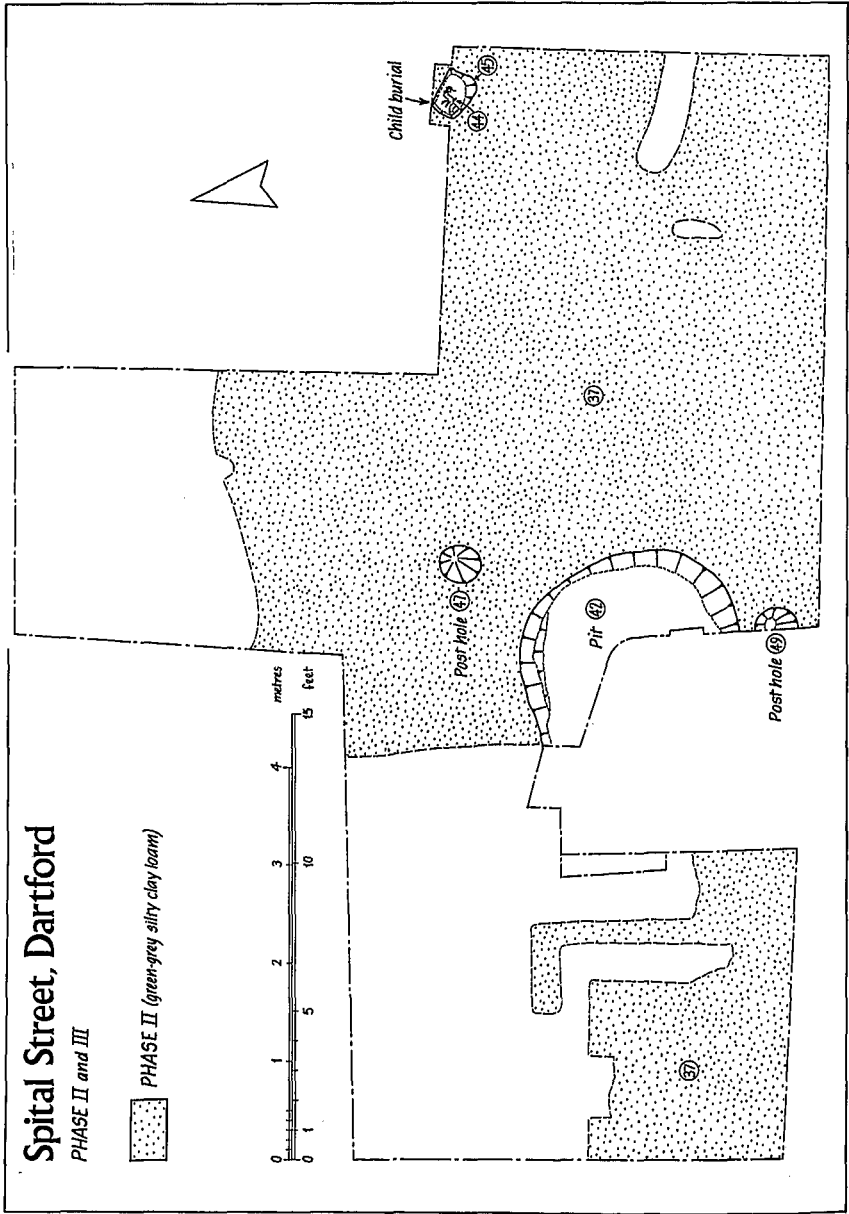 Spital Street, Dartford
PHASE II and III
PHASE II (green-grey silty clay loam)
metres
0 1 2 3 4
feet
0 1 5 10 15
Child burial
44
45
37
Post hole 47
Pit 42
Post hole 49
37